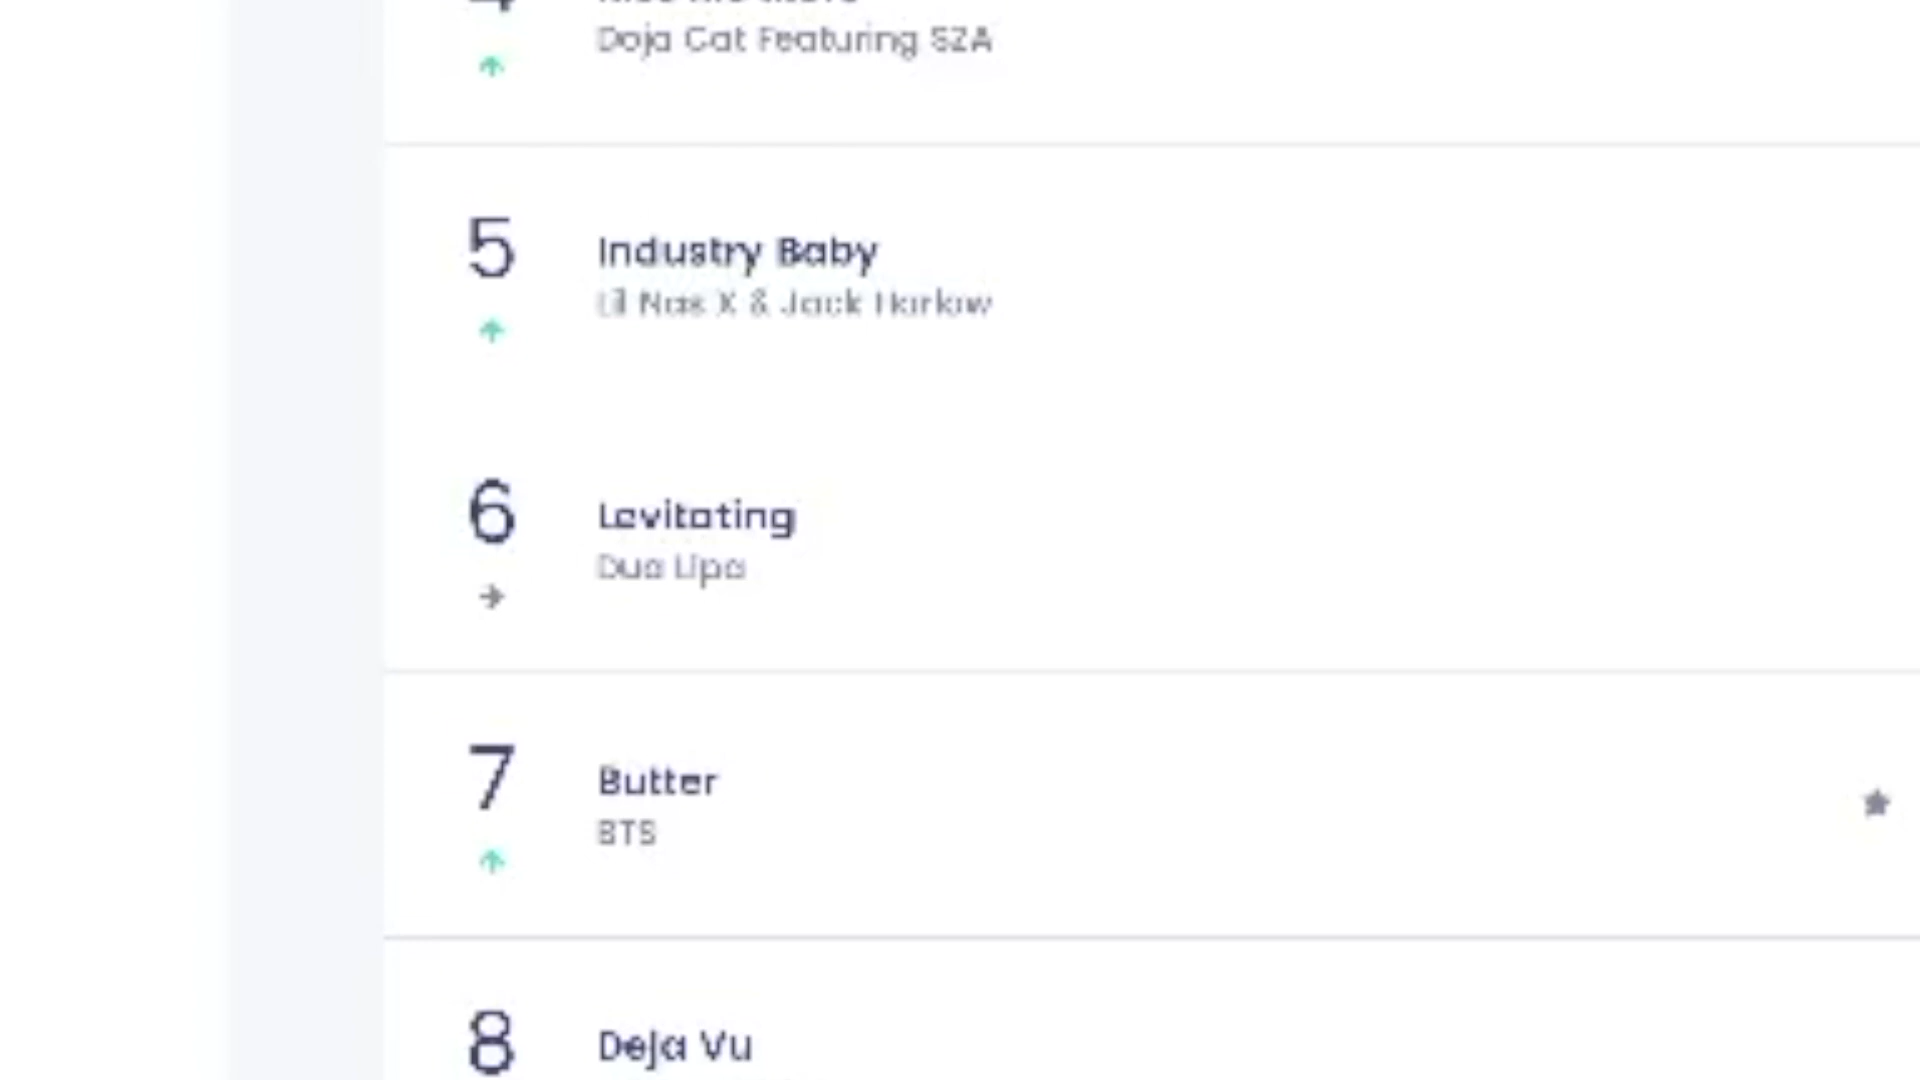 4
Doja Cat Featuring SZA
5
Industry Baby
Lil Nas X & Jack Harlow
6
Levitating
Dua Lipa
7
Butter
BTS
8
Deja Vu